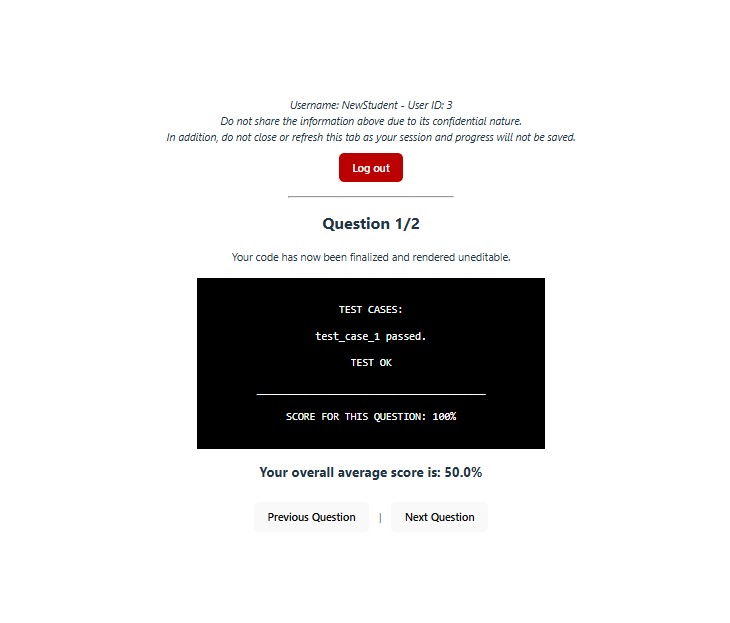 Username: NewStudent - User ID: 3
Do not share the information above due to its confidential nature.
In addition, do not close or refresh this tab as your session and progress will not be saved.
Log out
Question 1/2
Your code has now been finalized and rendered uneditable.
TEST CASES:
test_case_1 passed.
TEST OK
SCORE FOR THIS QUESTION: 100%
Your overall average score is: 50.0%
Previous Question | Next Question